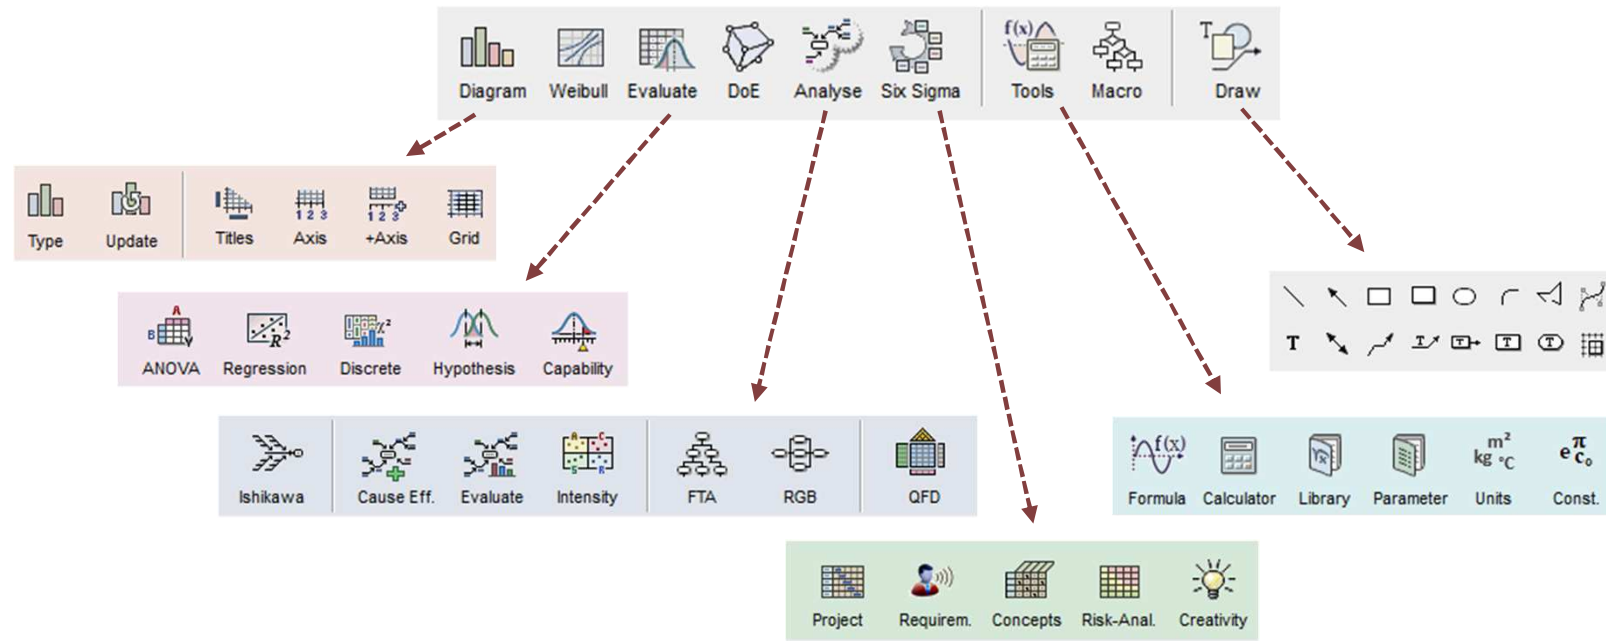 Diagram Weibull Evaluate DoE Analyse Six Sigma Tools Macro Draw
Type Update Titles Axis +Axis Grid
ANOVA Regression Discrete Hypothesis Capability
Ishikawa Cause Eff. Evaluate Intensity FTA RGB QFD
Formula Calculator Library Parameter Units Const.
Project Requirem. Concepts Risk-Anal. Creativity